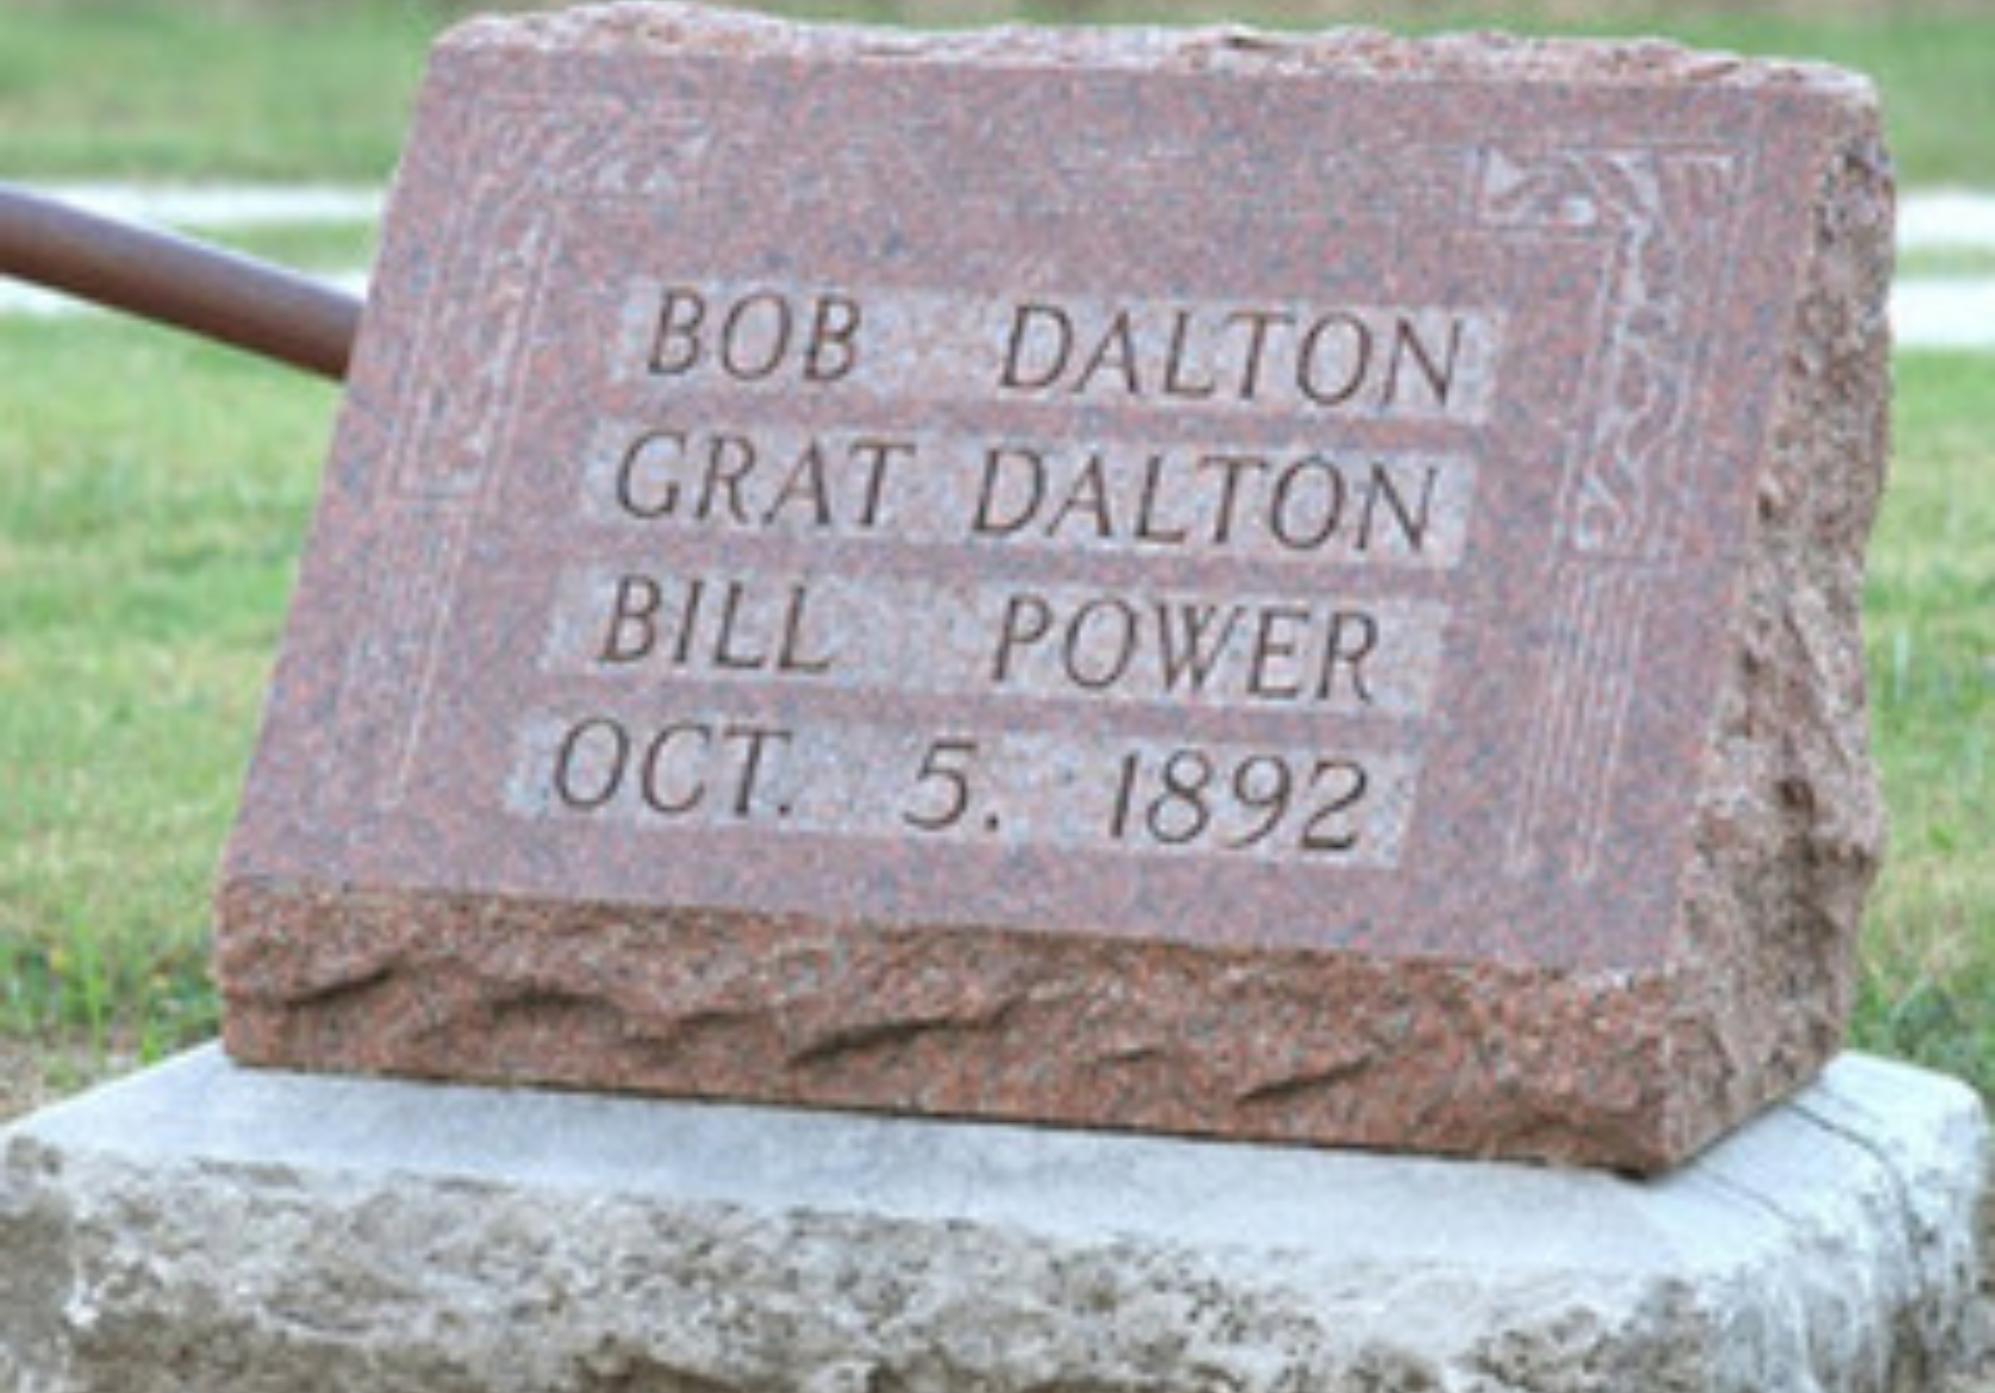 BOB DALTON
GRAT DALTON
BILL POWER
OCT. 5. 1892